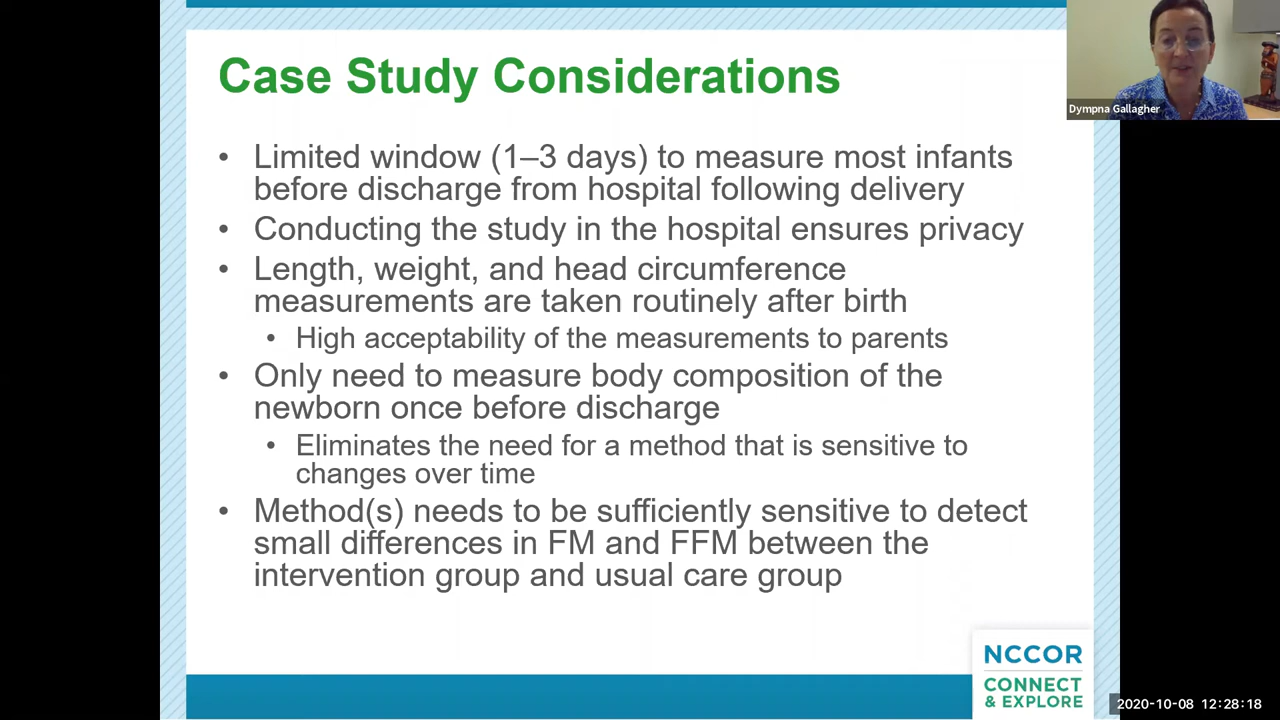 Case Study Considerations
Dympna Gallagher
• Limited window (1–3 days) to measure most infants
before discharge from hospital following delivery
• Conducting the study in the hospital ensures privacy
• Length, weight, and head circumference
measurements are taken routinely after birth
• High acceptability of the measurements to parents
• Only need to measure body composition of the
newborn once before discharge
• Eliminates the need for a method that is sensitive to
changes over time
• Method(s) needs to be sufficiently sensitive to detect
small differences in FM and FFM between the
intervention group and usual care group
NCCOR
CONNECT
& EXPLORE
2020-10-08 12:28:18